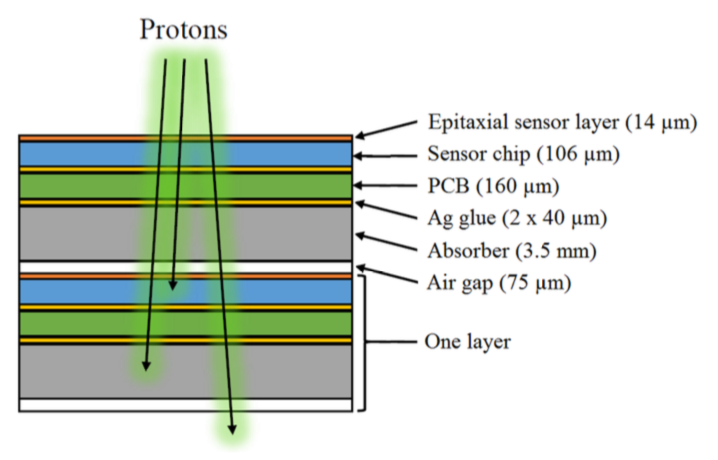 Protons
Epitaxial sensor layer (14 μm)
Sensor chip (106 μm)
PCB (160 μm)
Ag glue (2 x 40 μm)
Absorber (3.5 mm)
Air gap (75 μm)
One layer